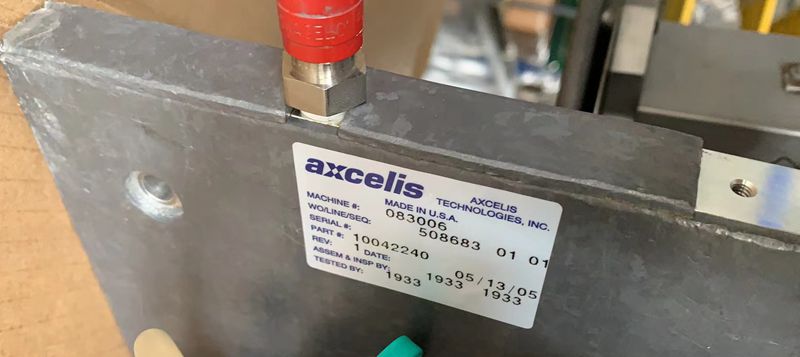 axcelis AXCELIS
MADE IN U.S.A. TECHNOLOGIES, INC.
MACHINE #: 083006
WO/LINE/SEQ: 508683 01 01
SERIAL #:
PART #: 10042240
REV: 1 DATE: 05/13/05
ASSEM & INSP BY: 1933 1933
TESTED BY: 1933